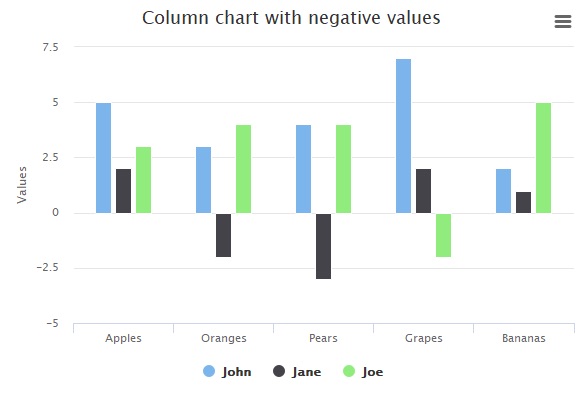 Column chart with negative values
7.5
5
2.5
0
−2.5
−5
Values
Apples Oranges Pears Grapes Bananas
John Jane Joe